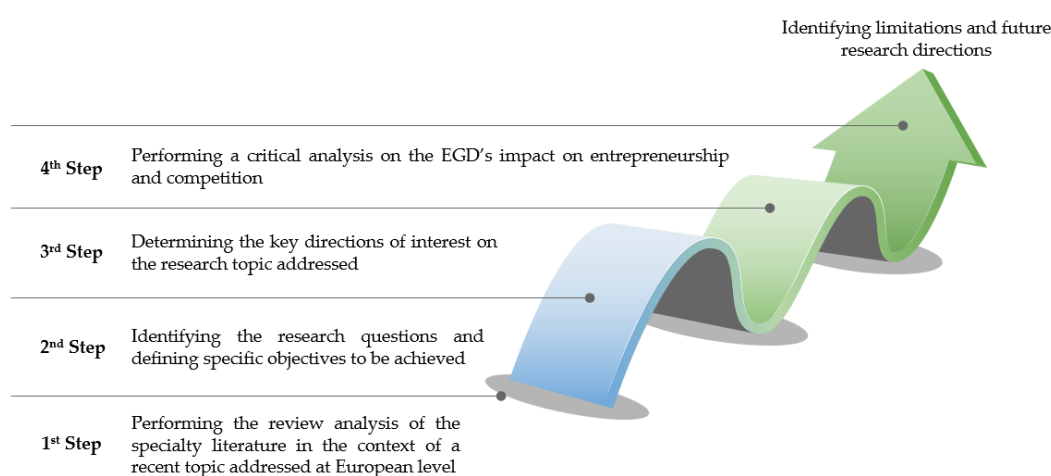 Identifying limitations and future
research directions
4th Step
Performing a critical analysis on the EGD's impact on entrepreneurship
and competition
3rd Step
Determining the key directions of interest on
the research topic addressed
2nd Step
Identifying the research questions and
defining specific objectives to be achieved
1st Step
Performing the review analysis of the
specialty literature in the context of a
recent topic addressed at European level